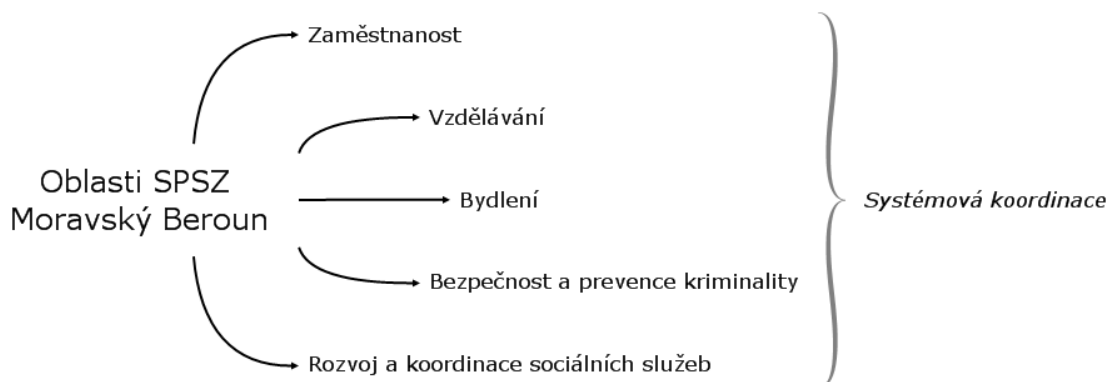 Zaměstnanost
Vzdělávání
Oblasti SPSZ
Moravský Beroun
Bydlení
Systémová koordinace
Bezpečnost a prevence kriminality
Rozvoj a koordinace sociálních služeb